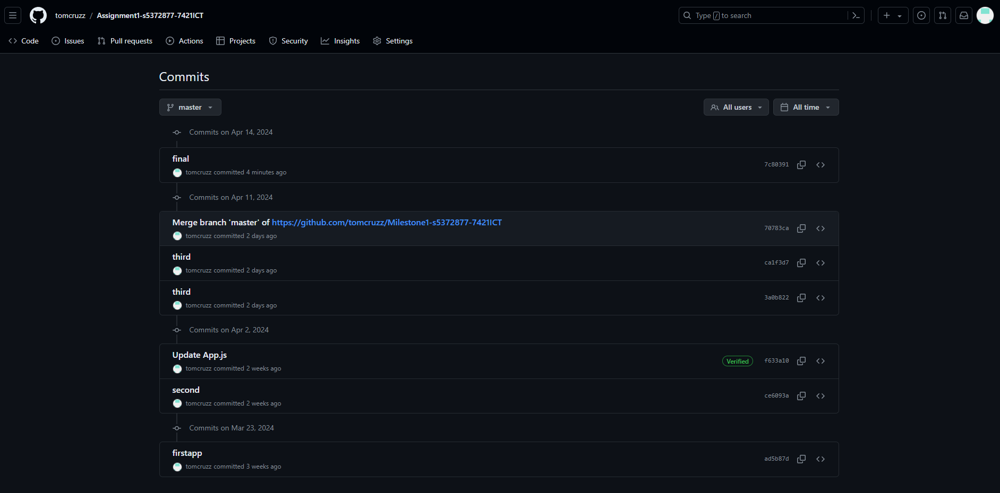 tomcruzz / Assignment1-s5372877-7421ICT
Type / to search
Code Issues Pull requests Actions Projects Security Insights Settings
Commits
master
All users All time
Commits on Apr 14, 2024
final
tomcruzz committed 4 minutes ago
7c80391
Commits on Apr 11, 2024
Merge branch 'master' of https://github.com/tomcruzz/Milestone1-s5372877-7421ICT
tomcruzz committed 2 days ago
70783ca
third
tomcruzz committed 2 days ago
ca1f3d7
third
tomcruzz committed 2 days ago
3a0b822
Commits on Apr 2, 2024
Update App.js
tomcruzz committed 2 weeks ago
Verified f633a10
second
tomcruzz committed 2 weeks ago
ce6093a
Commits on Mar 23, 2024
firstapp
tomcruzz committed 3 weeks ago
ad5b87d